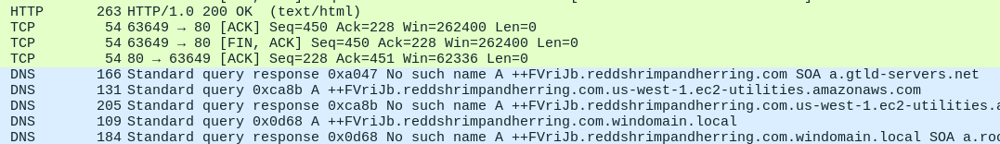 HTTP 263 HTTP/1.0 200 OK (text/html)
TCP 54 63649 → 80 [ACK] Seq=450 Ack=228 Win=262400 Len=0
TCP 54 63649 → 80 [FIN, ACK] Seq=450 Ack=228 Win=262400 Len=0
TCP 54 80 → 63649 [ACK] Seq=228 Ack=451 Win=62336 Len=0
DNS 166 Standard query response 0xa047 No such name A ++FVriJb.reddshrimpandherring.com SOA a.gtld-servers.net
DNS 131 Standard query 0xca8b A ++FVriJb.reddshrimpandherring.com.us-west-1.ec2-utilities.amazonaws.com
DNS 205 Standard query response 0xca8b No such name A ++FVriJb.reddshrimpandherring.com.us-west-1.ec2-utilities.a
DNS 109 Standard query 0x0d68 A ++FVriJb.reddshrimpandherring.com.windomain.local
DNS 184 Standard query response 0x0d68 No such name A ++FVriJb.reddshrimpandherring.com.windomain.local SOA a.roo